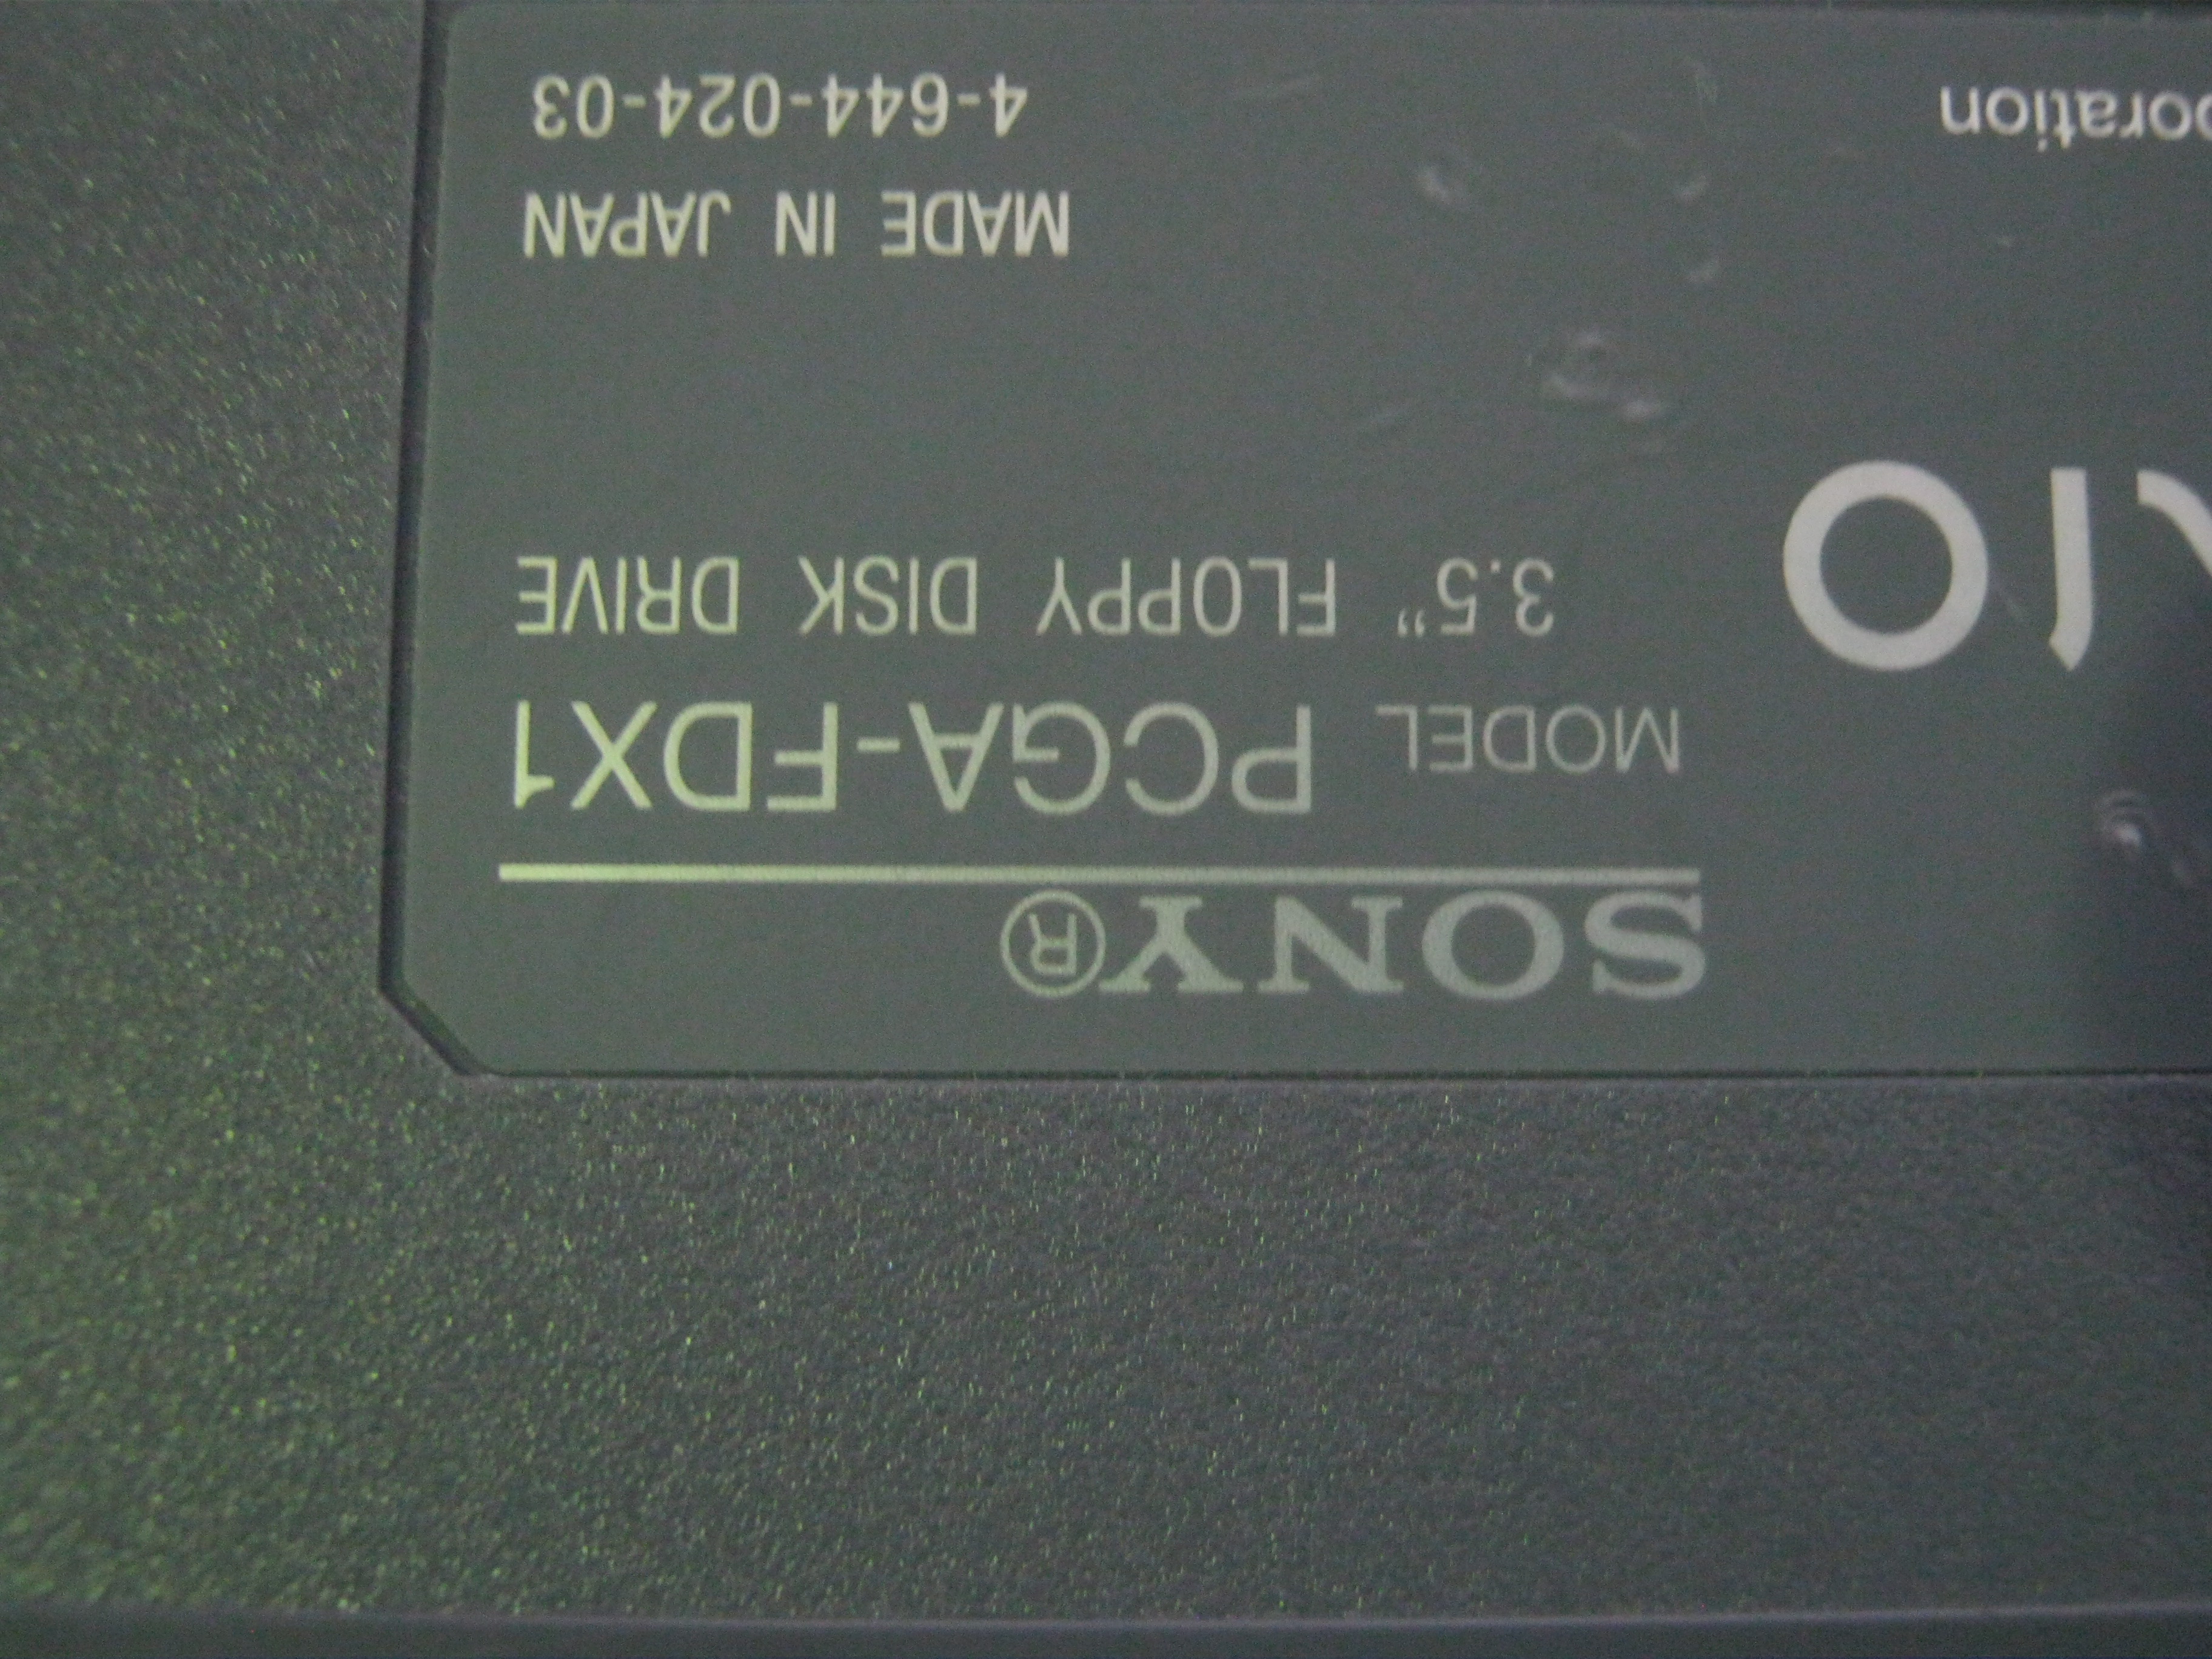 SONY®
MODEL PCGA-FDX1
3.5” FLOPPY DISK DRIVE
MADE IN JAPAN
4-644-024-03